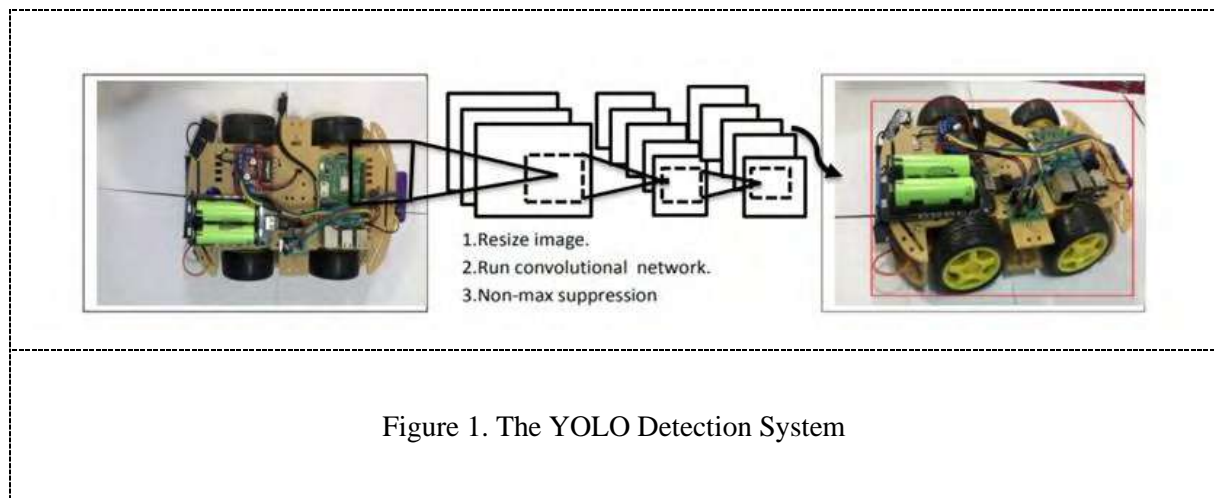 1.Resize image.
2.Run convolutional network.
3.Non-max suppression
Figure 1. The YOLO Detection System